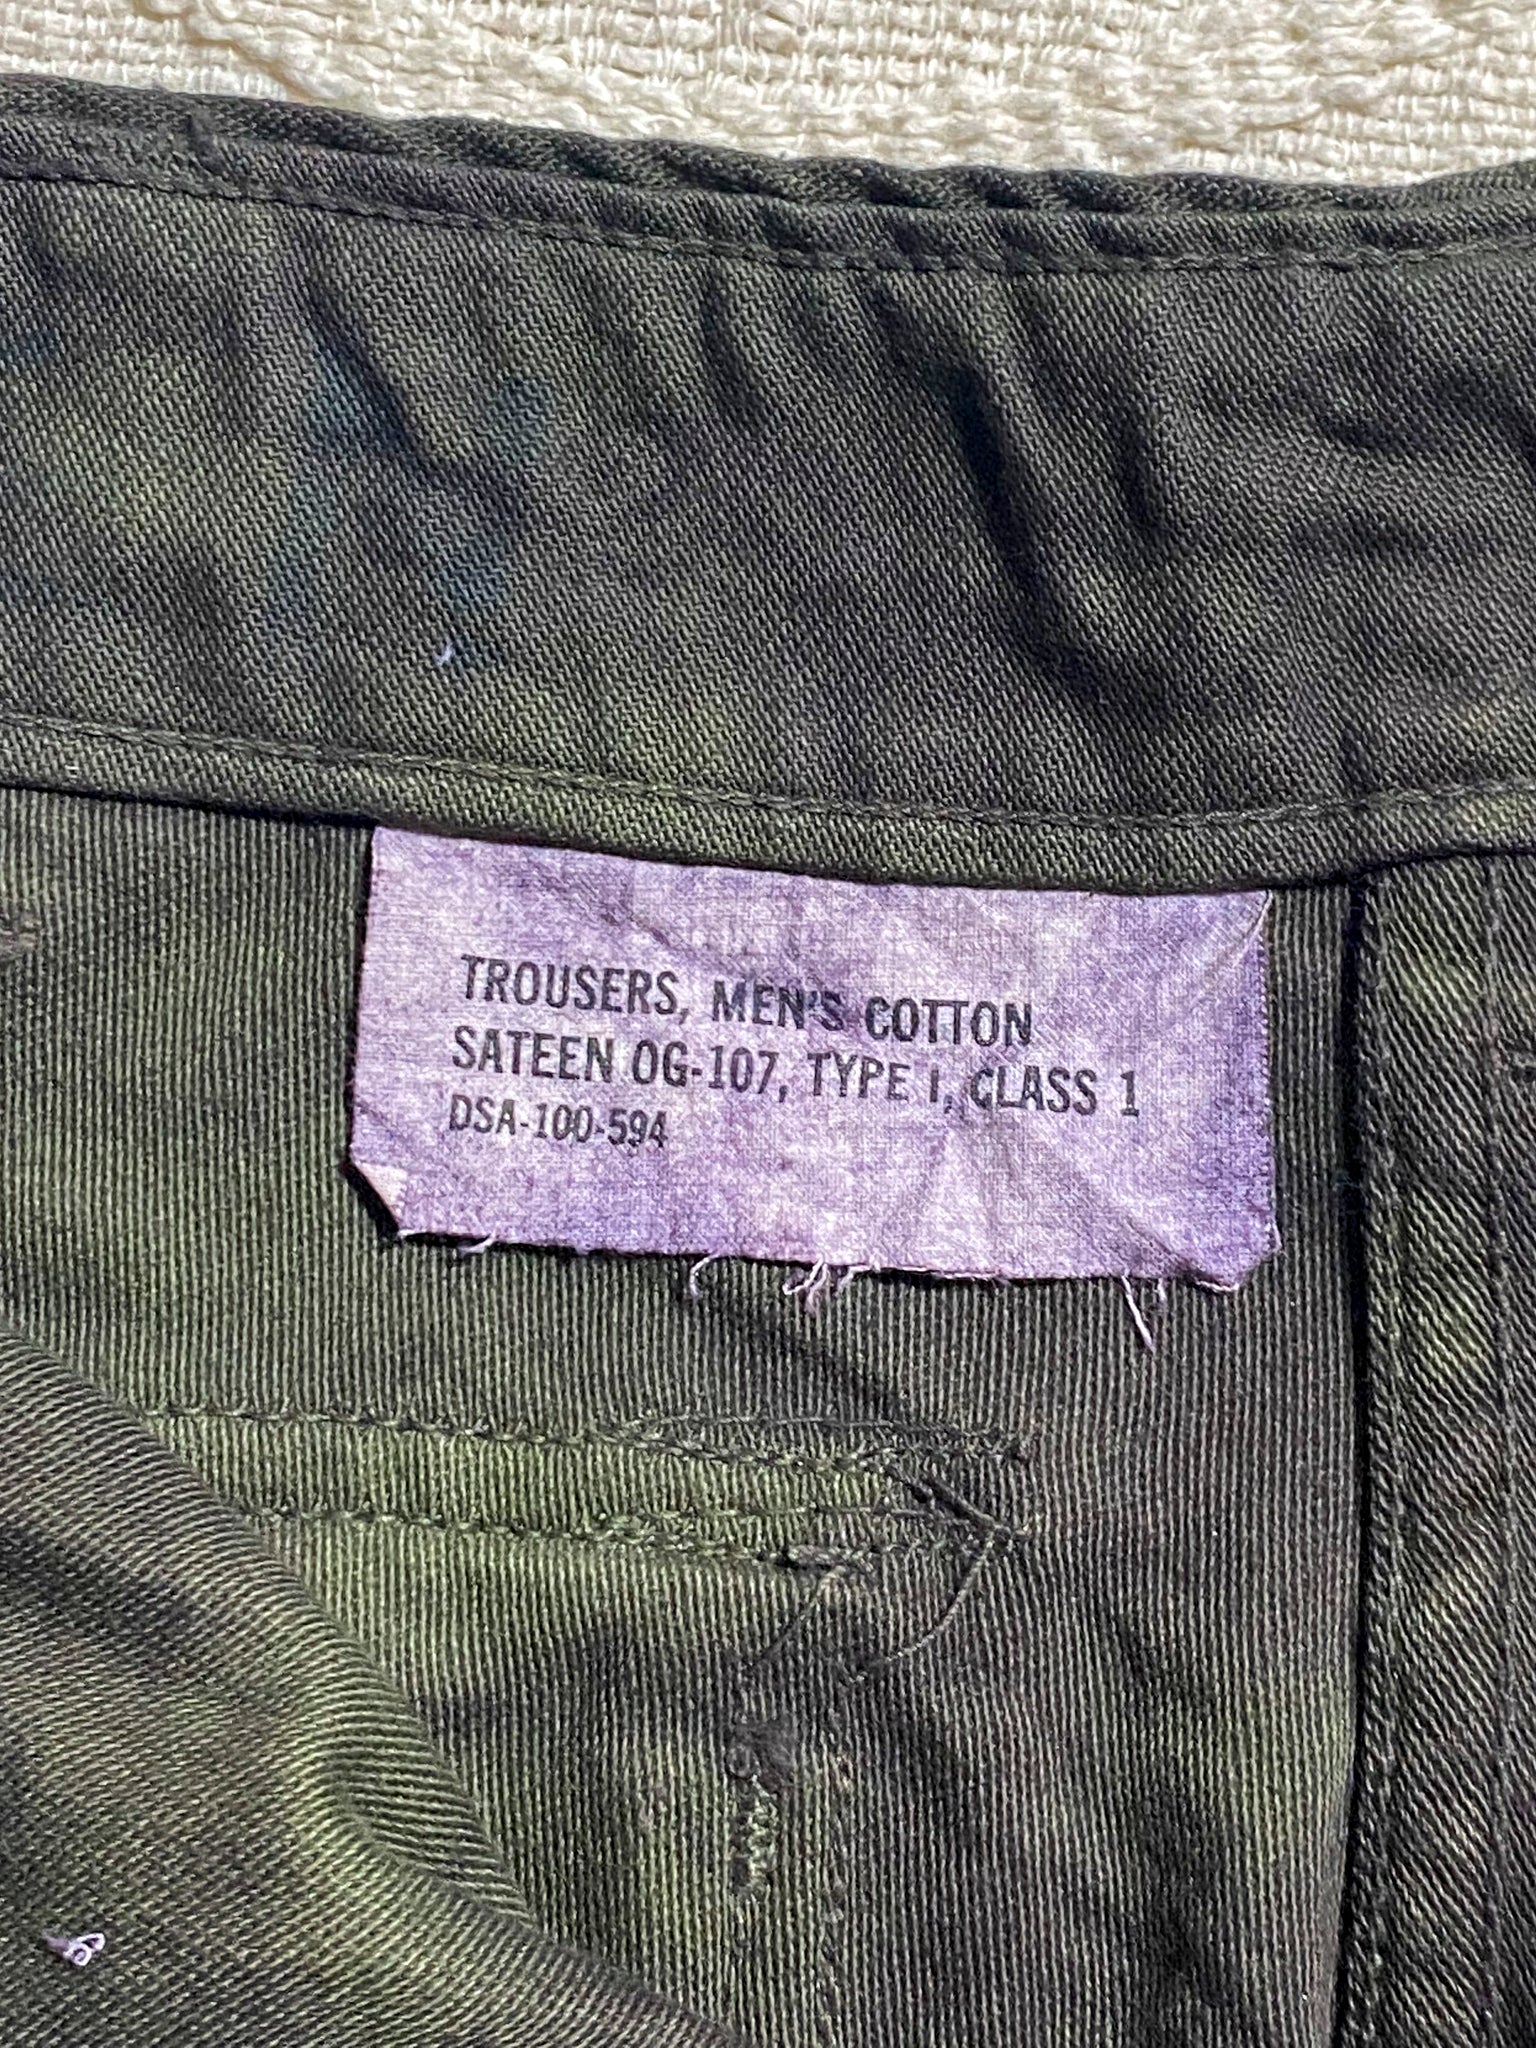 TROUSERS, MEN'S COTTON
SATEEN OG-107, TYPE I, CLASS 1
DSA-100-594